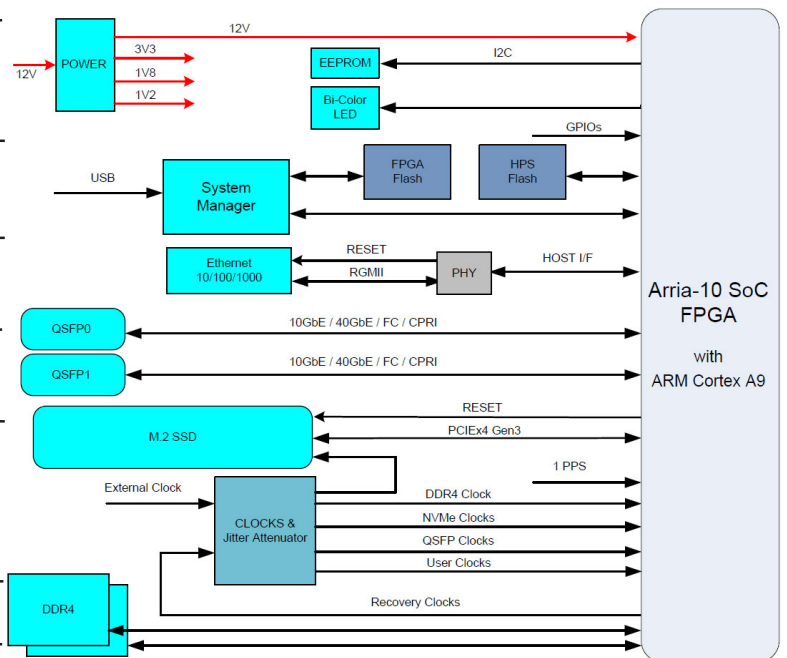 12V
3V3
1V8
1V2
12V
POWER
EEPROM
I2C
Bi-Color
LED
GPIOs
USB
System
Manager
FPGA
Flash
HPS
Flash
Ethernet
10/100/1000
RESET
RGMII
PHY
HOST I/F
Arria-10 SoC
FPGA
with
ARM Cortex A9
QSFP0
10GbE / 40GbE / FC / CPRI
QSFP1
10GbE / 40GbE / FC / CPRI
M.2 SSD
RESET
PCIEx4 Gen3
1 PPS
External Clock
CLOCKS &
Jitter Attenuator
DDR4 Clock
NVMe Clocks
QSFP Clocks
User Clocks
Recovery Clocks
DDR4